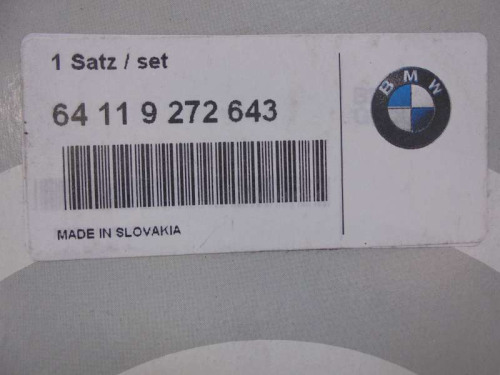 1 Satz / set
BMW
64 11 9 272 643
MADE IN SLOVAKIA